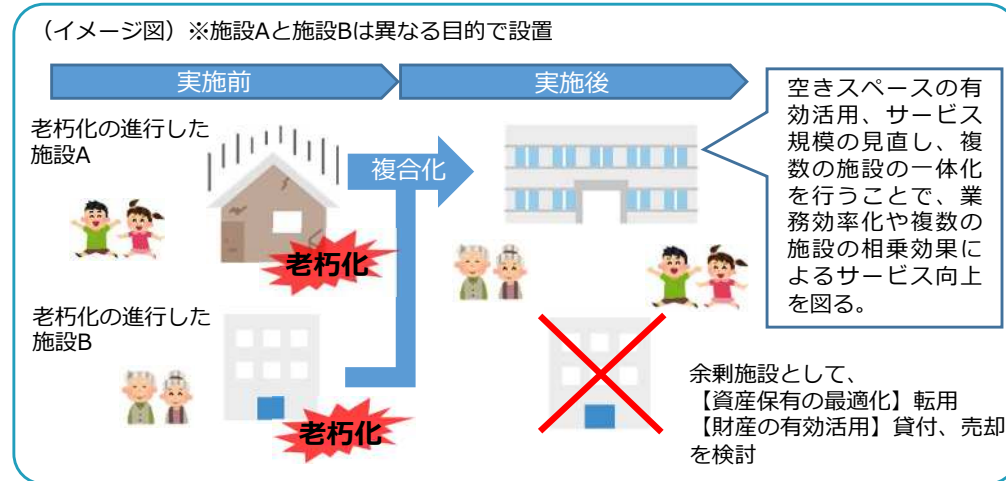 （イメージ図）※施設Aと施設Bは異なる目的で設置
実施前
実施後
老朽化の進行した
施設A
複合化
老朽化
空きスペースの有
効活用、サービス
規模の見直し、複
数の施設の一体化
を行うことで、業
務効率化や複数の
施設の相乗効果に
よるサービス向上
を図る。
老朽化の進行した
施設B
老朽化
余剰施設として、
【資産保有の最適化】転用
【財産の有効活用】貸付、売却
を検討